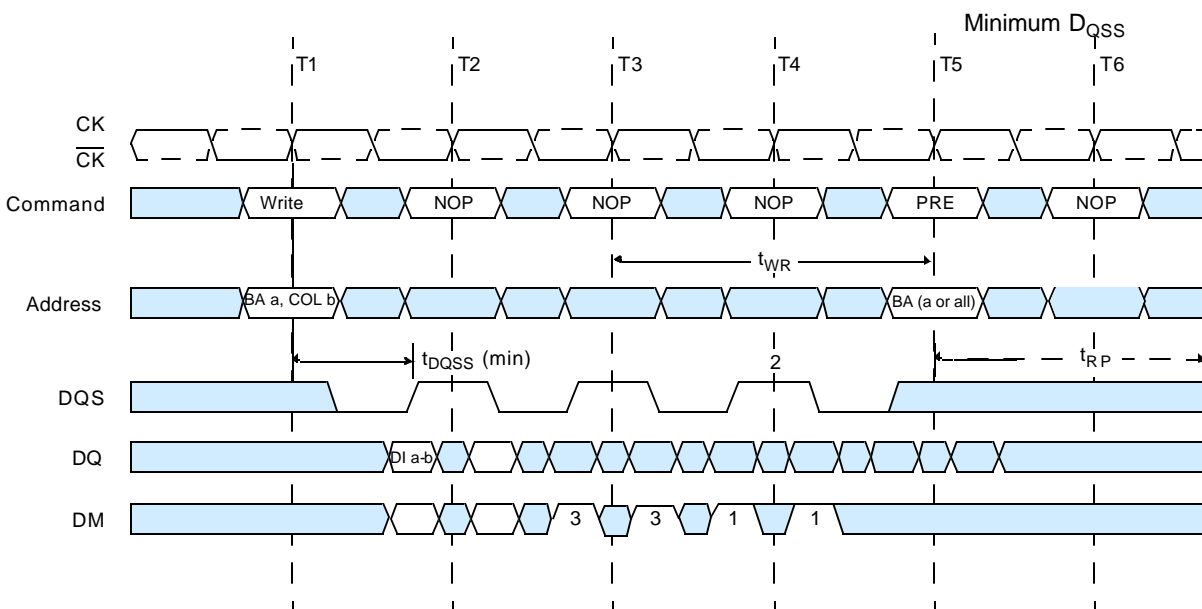 Minimum DQSS
T1 T2 T3 T4 T5 T6
CK
CK
Command Write NOP NOP NOP PRE NOP
tWR
Address BA a, COL b BA (a or all)
tDQSS (min) 2 tRP
DQS
DQ DI a-b
DM 3 3 1 1